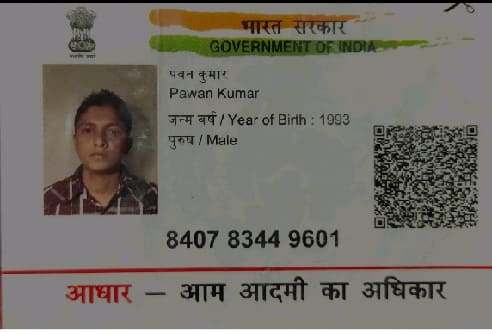 भारत सरकार
GOVERNMENT OF INDIA
पवन कुमार
Pawan Kumar
जन्म वर्ष / Year of Birth : 1993
पुरुष / Male
8407 8344 9601
आधार — आम आदमी का अधिकार